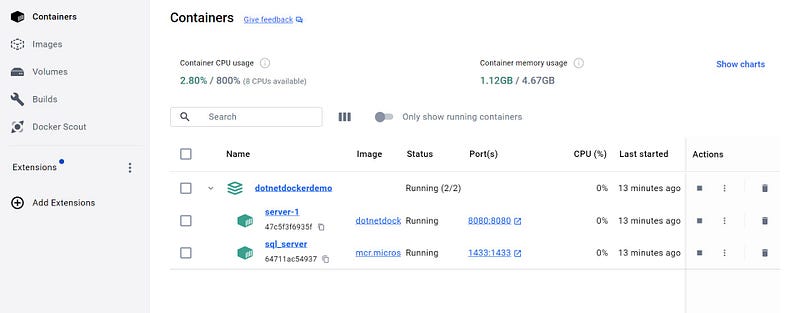 Containers
Images
Volumes
Builds
Docker Scout
Extensions
Add Extensions
Containers Give feedback
Container CPU usage
2.80% / 800% (8 CPUs available)
Container memory usage
1.12GB / 4.67GB
Show charts
Search
Only show running containers
Name Image Status Port(s) CPU (%) Last started Actions
dotnetdockerdemo Running (2/2) 0% 13 minutes ago
server-1
47c5f3f6935f
dotnetdock Running 8080:8080 0% 13 minutes ago
sql_server
64711ac54937
mcr.micros Running 1433:1433 0% 13 minutes ago